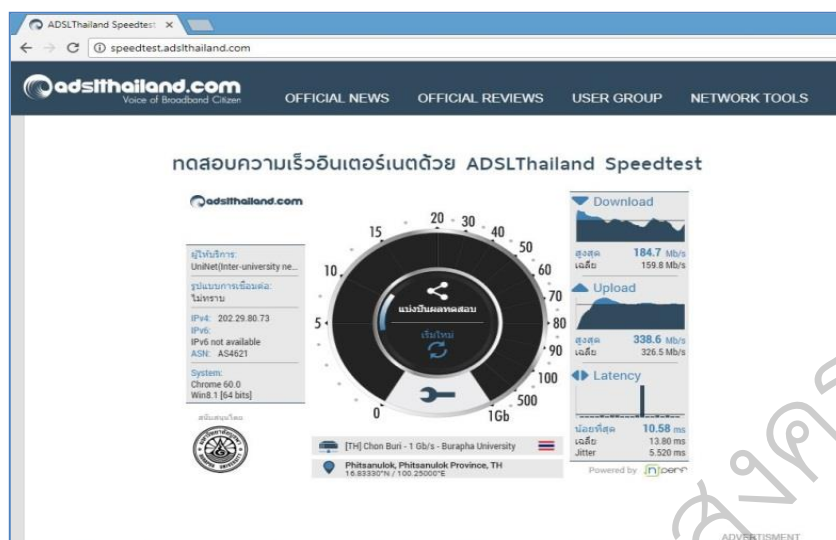 ADSLThailand Speedtest
speedtest.adslthailand.com
adslthailand.com
Voice of Broadband Citizen
OFFICIAL NEWS OFFICIAL REVIEWS USER GROUP NETWORK TOOLS
ทดสอบความเร็วอินเตอร์เนตด้วย ADSLThailand Speedtest
adslthailand.com
ผู้ให้บริการ:
UniNet(Inter-university ne...
รูปแบบการเชื่อมต่อ:
ไม่ทราบ
IPv4: 202.29.80.73
IPv6:
IPv6 not available
ASN: AS4621
System:
Chrome 60.0
Win8.1 [64 bits]
สนับสนุนโดย
0
5
10
15
20
30
40
50
60
70
80
90
100
500
1Gb
แบ่งปันผลทดสอบ
เริ่มใหม่
[TH] Chon Buri - 1 Gb/s - Burapha University
Phitsanulok, Phitsanulok Province, TH
16.83330°N / 100.25000°E
Download
สูงสุด 184.7 Mb/s
เฉลี่ย 159.8 Mb/s
Upload
สูงสุด 338.6 Mb/s
เฉลี่ย 326.5 Mb/s
Latency
น้อยที่สุด 10.58 ms
เฉลี่ย 13.80 ms
Jitter 5.520 ms
Powered by nperf
ADVERTISMENT